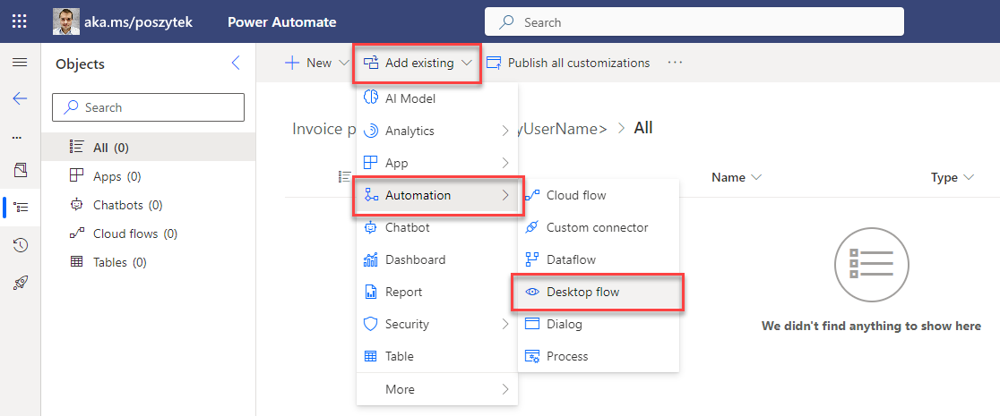 aka.ms/poszytek Power Automate Search
Objects
New Add existing Publish all customizations ...
Search
All (0)
Apps (0)
Chatbots (0)
Cloud flows (0)
Tables (0)
AI Model
Analytics
App
Automation
Chatbot
Dashboard
Report
Security
Table
More
Cloud flow
Custom connector
Dataflow
Desktop flow
Dialog
Process
Invoice p yUserName> > All
Name Type
We didn't find anything to show here